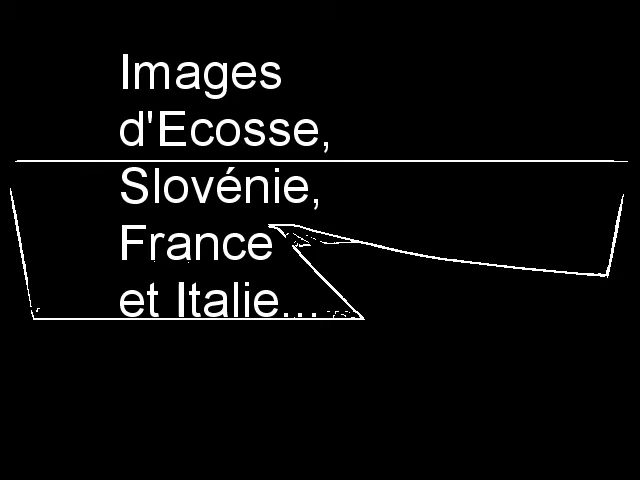 Images
d'Ecosse,
Slovénie,
France
et Italie...